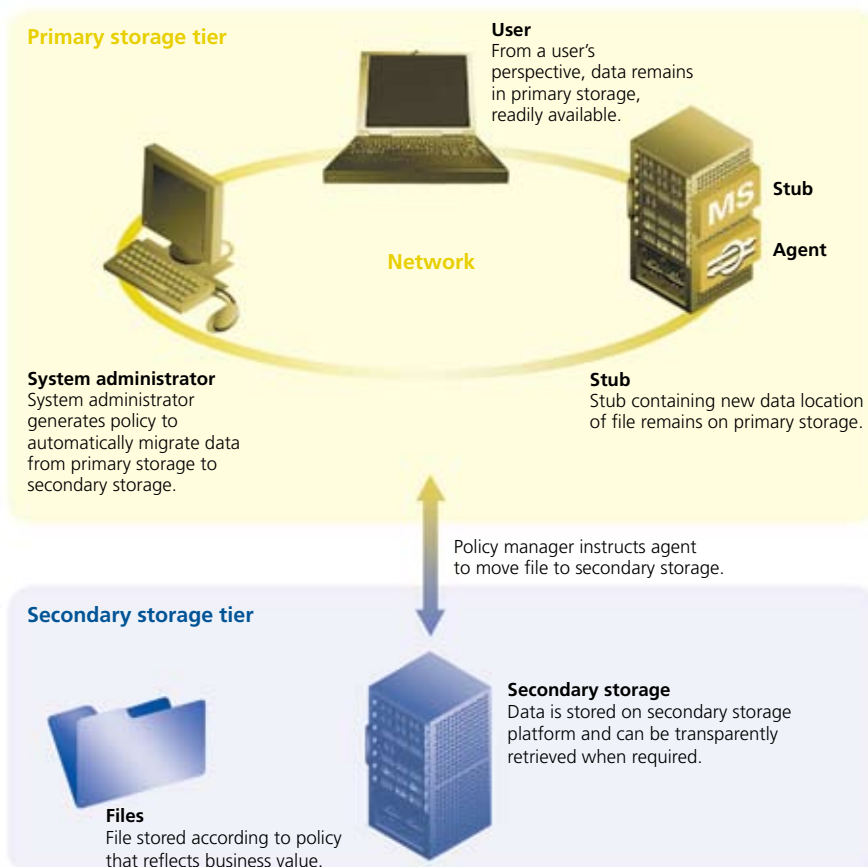 Primary storage tier
User
From a user's
perspective, data remains
in primary storage,
readily available.
MS
Stub
Agent
Network
System administrator
System administrator
generates policy to
automatically migrate data
from primary storage to
secondary storage.
Stub
Stub containing new data location
of file remains on primary storage.
Policy manager instructs agent
to move file to secondary storage.
Secondary storage tier
Secondary storage
Data is stored on secondary storage
platform and can be transparently
retrieved when required.
Files
File stored according to policy
that reflects business value.